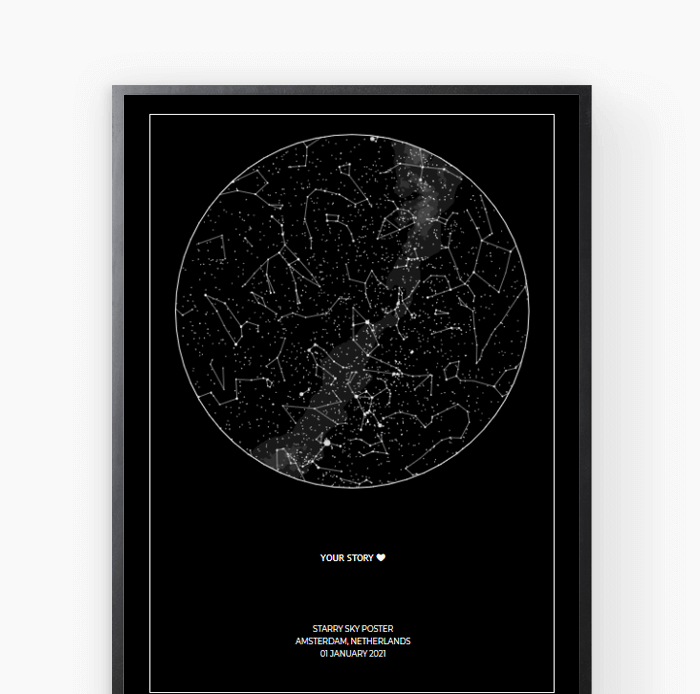 YOUR STORY ♥
STARRY SKY POSTER
AMSTERDAM, NETHERLANDS
01 JANUARY 2021